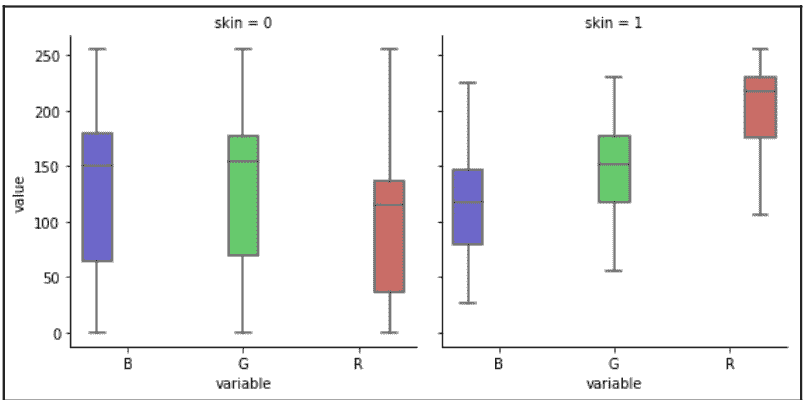 skin = 0
skin = 1
250
200
150
100
50
0
value
B G R
variable
B G R
variable